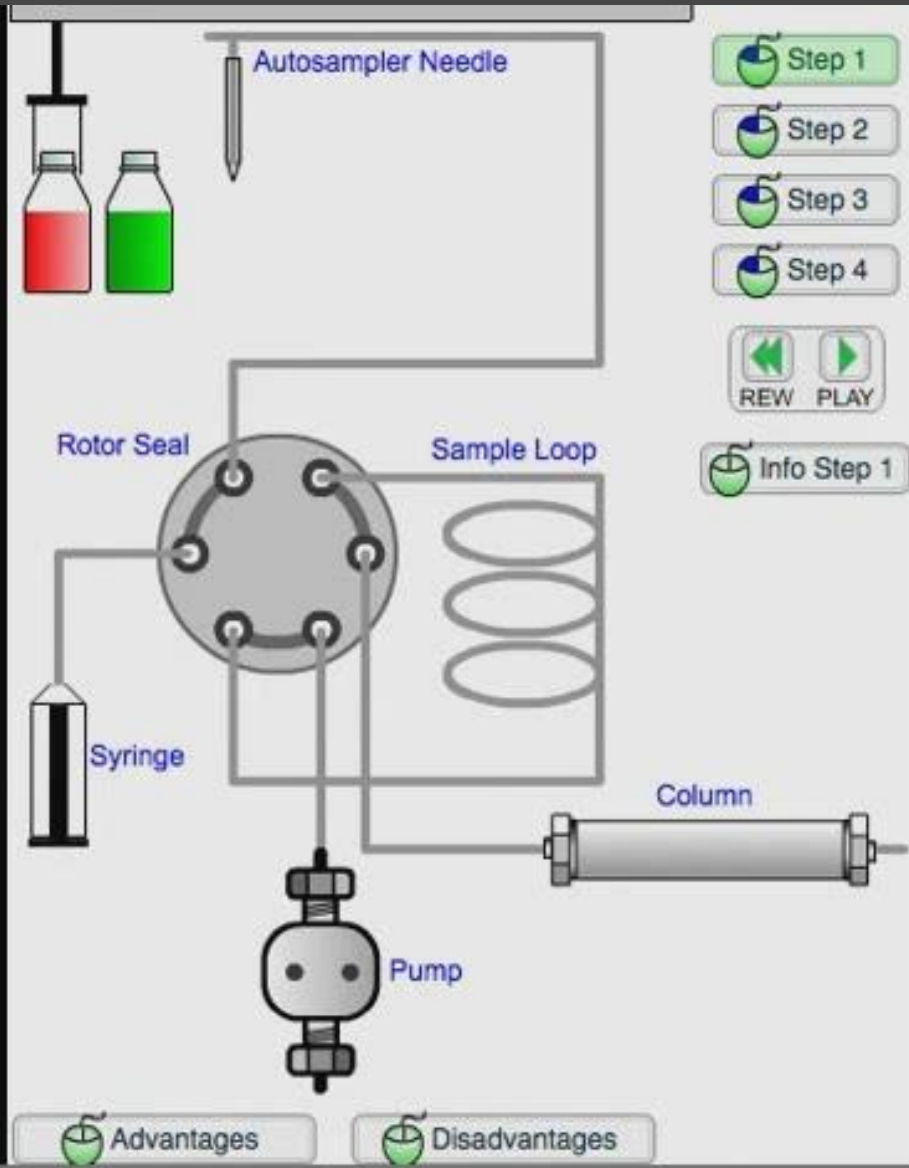 Autosampler Needle
Step 1
Step 2
Step 3
Step 4
REW PLAY
Rotor Seal
Sample Loop
Info Step 1
Syringe
Column
Pump
Advantages
Disadvantages